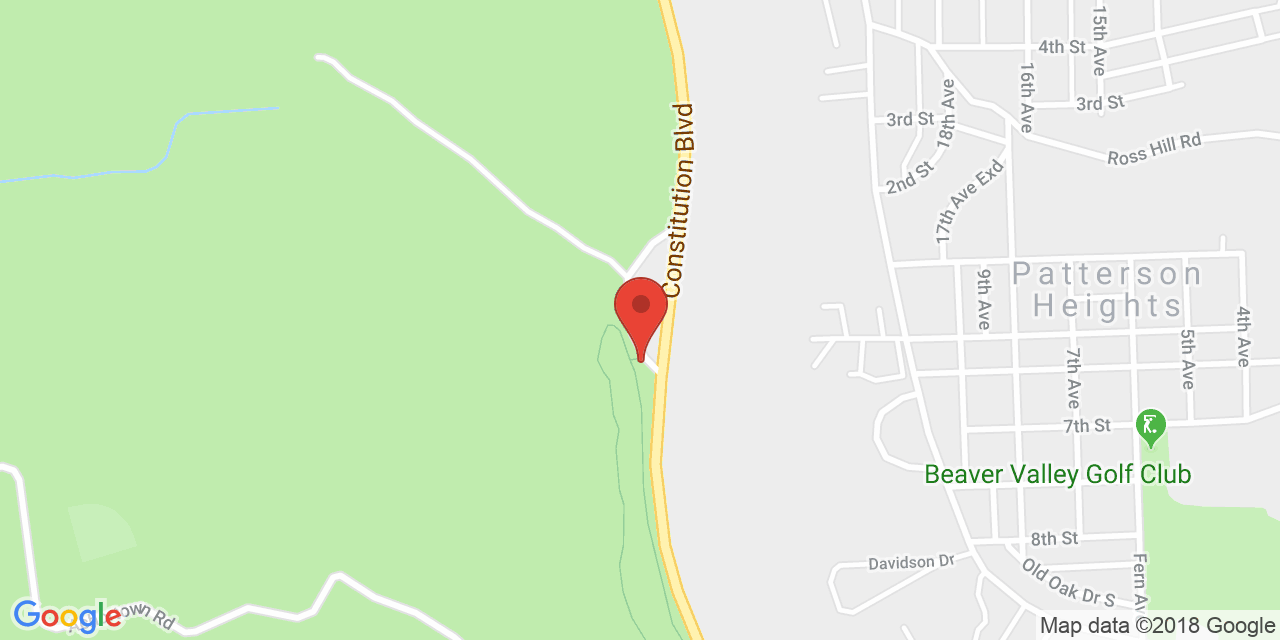 15th Ave
4th St
16th Ave
3rd St
18th Ave
3rd St
Ross Hill Rd
2nd St
17th Ave Exd
Constitution Blvd
Patterson
Heights
9th Ave
4th Ave
5th Ave
7th Ave
7th St
Beaver Valley Golf Club
8th St
Davidson Dr
Old Oak Dr S
Fern Av
own Rd
Google
Map data ©2018 Google